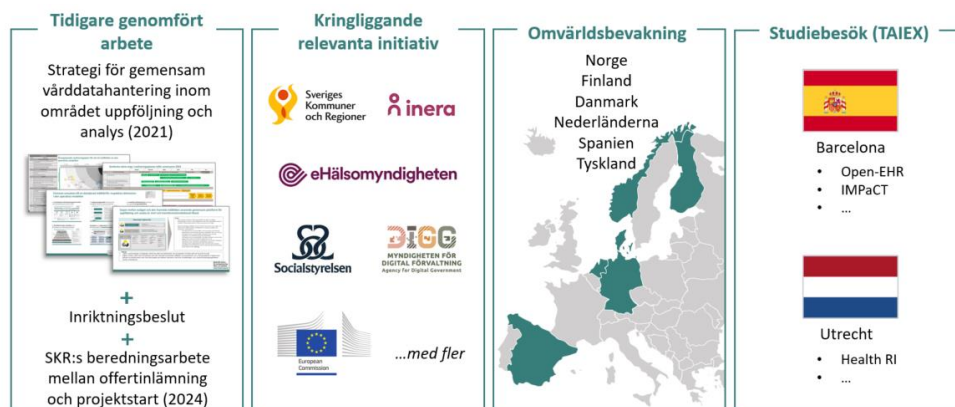 Tidigare genomfört
arbete
Strategi för gemensam
vårddatahantering inom
området uppföljning och
analys (2021)
+
Inriktningsbeslut
+
SKR:s beredningsarbete
mellan offertinlämning
och projektstart (2024)
Kringliggande
relevanta initiativ
Sveriges
Kommuner
och Regioner
inera
eHälsomyndigheten
Socialstyrelsen
DIGG
MYNDIGHETEN FÖR
DIGITAL FÖRVALTNING
Agency for Digital Government
European
Commission
...med fler
Omvärldsbevakning
Norge
Finland
Danmark
Nederländerna
Spanien
Tyskland
Studiebesök (TAIEX)
Barcelona
• Open-EHR
• IMPaCT
• ...
Utrecht
• Health RI
• ...